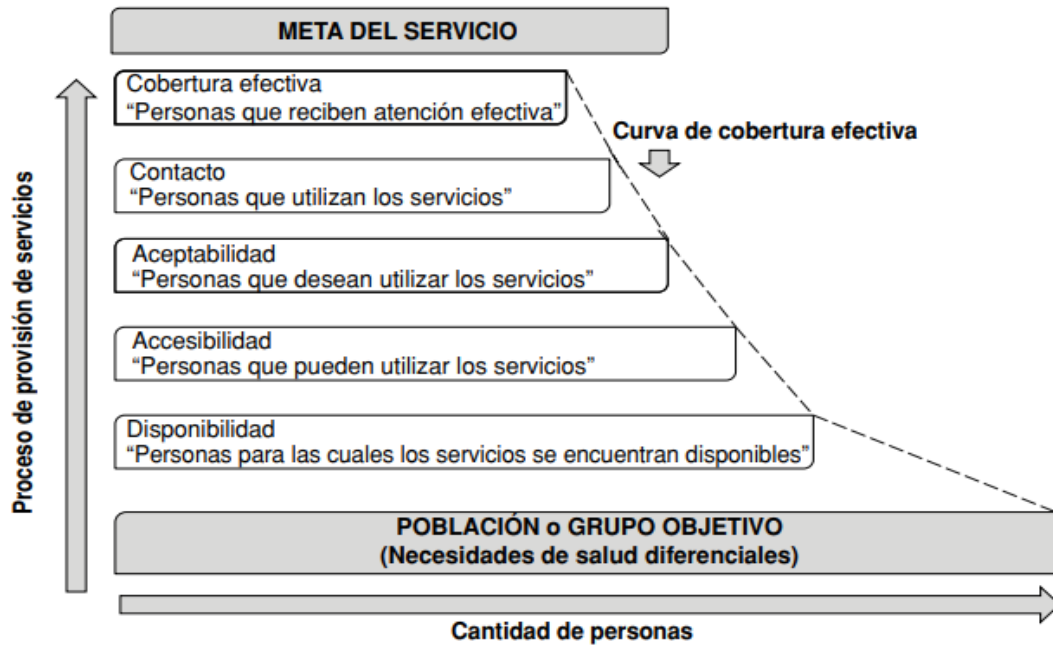 META DEL SERVICIO
Cobertura efectiva
“Personas que reciben atención efectiva”
Curva de cobertura efectiva
Contacto
“Personas que utilizan los servicios”
Aceptabilidad
“Personas que desean utilizar los servicios”
Accesibilidad
“Personas que pueden utilizar los servicios”
Disponibilidad
“Personas para las cuales los servicios se encuentran disponibles”
POBLACIÓN o GRUPO OBJETIVO
(Necesidades de salud diferenciales)
Cantidad de personas
Proceso de provisión de servicios